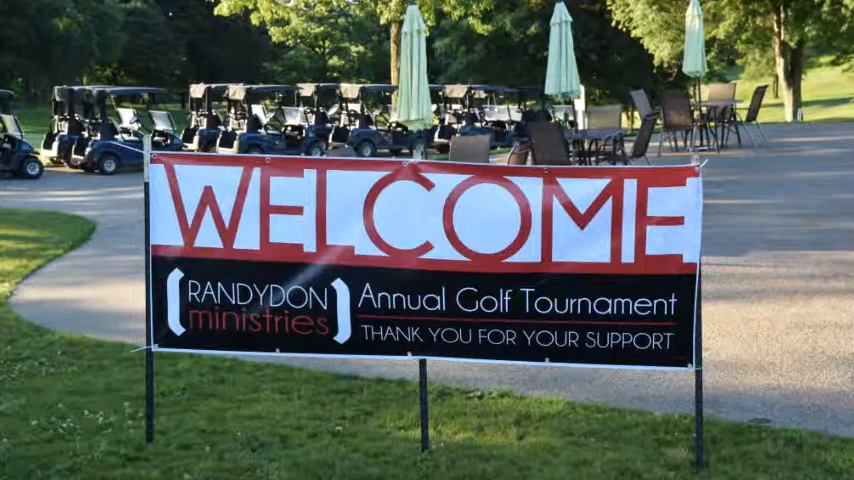 WELCOME
RANDYDON
ministries
Annual Golf Tournament
THANK YOU FOR YOUR SUPPORT